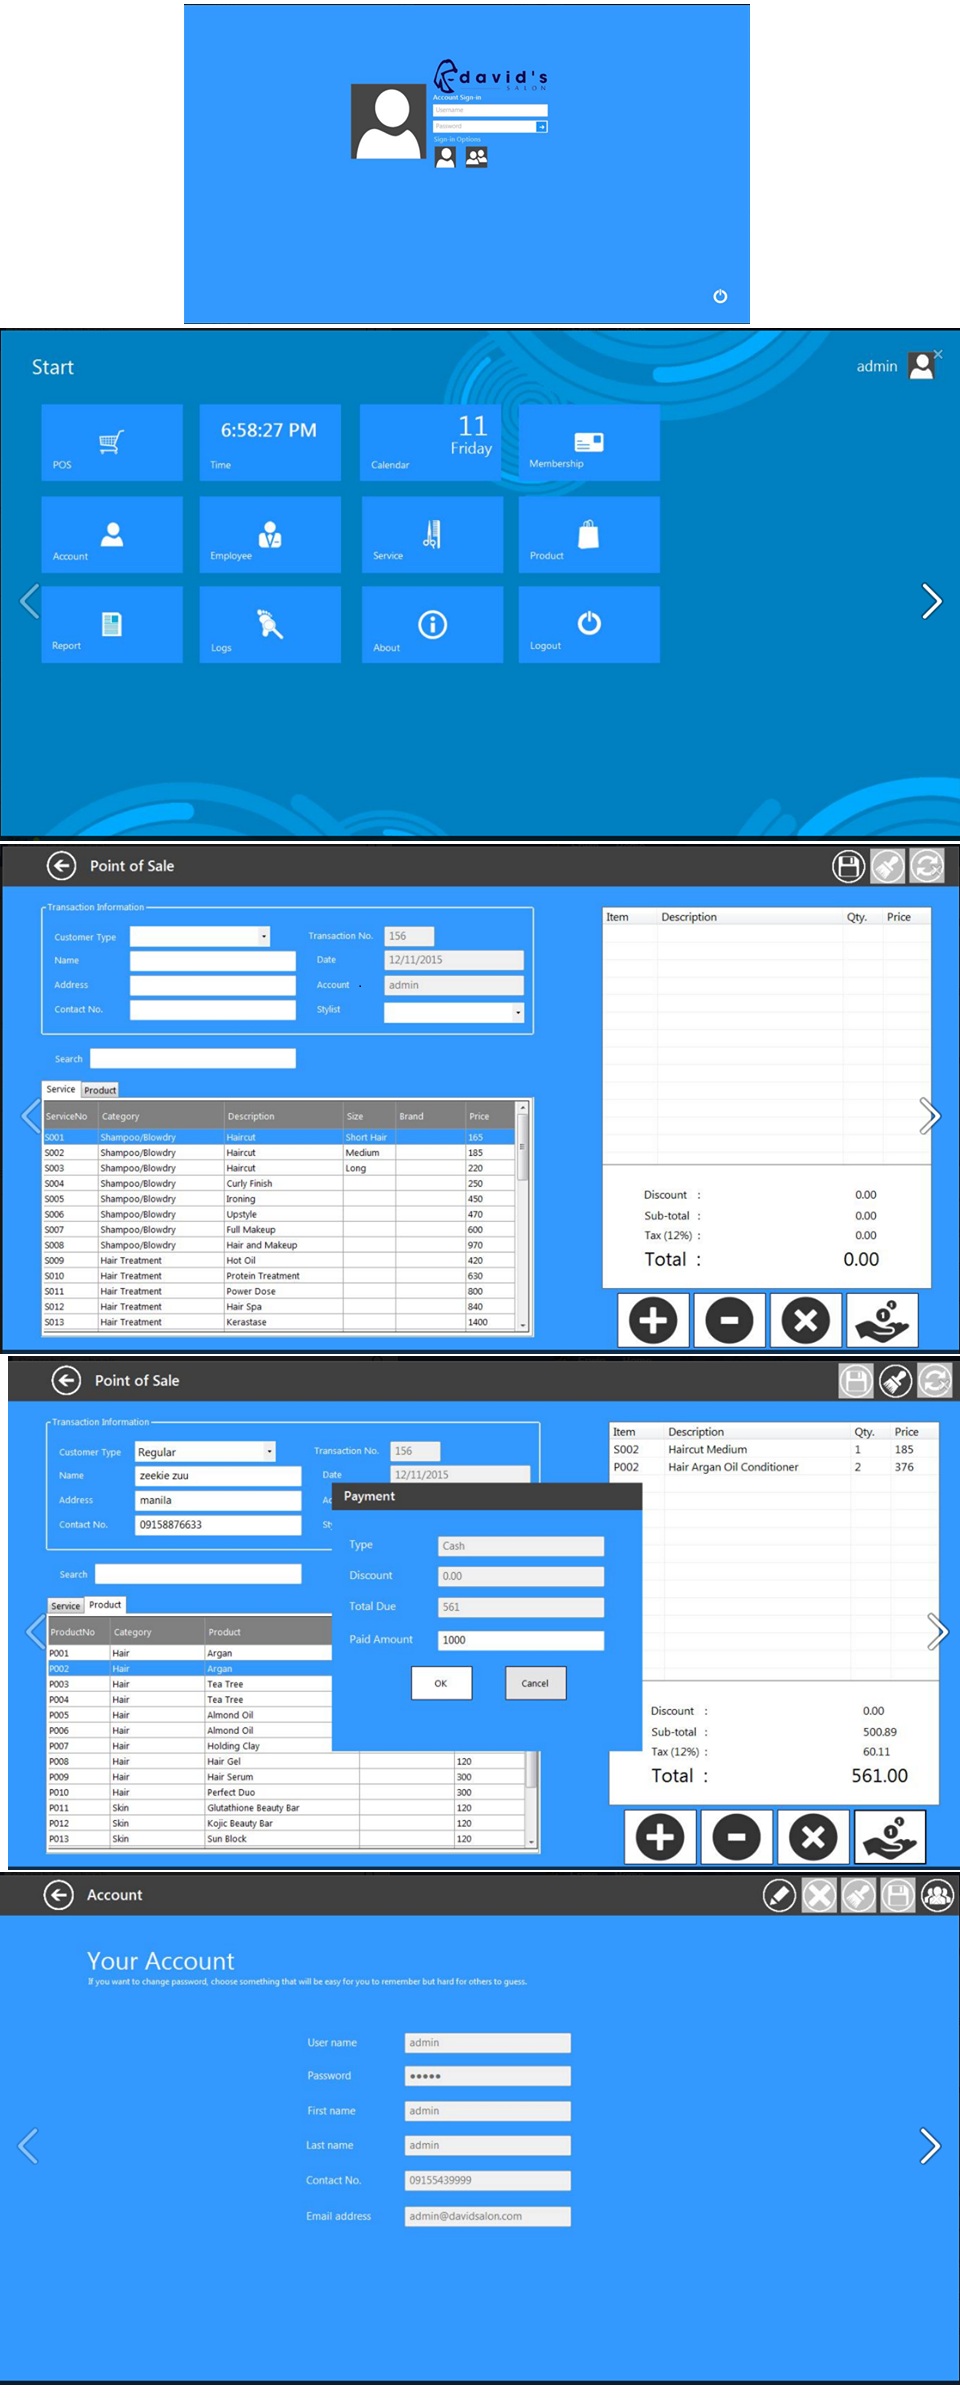 david's
SALON
Account Sign-in
Username
Password
Sign in Options
Start
admin
POS
6:58:27 PM
Time
11
Friday
Calendar
Membership
Account
Employee
Service
Product
Report
Logs
About
Logout
Point of Sale
Transaction Information
Customer Type
Transaction No. 156
Name
Date 12/11/2015
Address
Account admin
Contact No.
Stylist
Search
Service Product
ServiceNo Category Description Size Brand Price
S001 Shampoo/Blowdry Haircut Short Hair 165
S002 Shampoo/Blowdry Haircut Medium 185
S003 Shampoo/Blowdry Haircut Long 220
S004 Shampoo/Blowdry Curly Finish 250
S005 Shampoo/Blowdry Ironing 450
S006 Shampoo/Blowdry Upstyle 470
S007 Shampoo/Blowdry Full Makeup 600
S008 Shampoo/Blowdry Hair and Makeup 970
S009 Hair Treatment Hot Oil 420
S010 Hair Treatment Protein Treatment 630
S011 Hair Treatment Power Dose 800
S012 Hair Treatment Hair Spa 840
S013 Hair Treatment Kerastase 1400
Item Description Qty. Price
Discount : 0.00
Sub-total : 0.00
Tax (12%) : 0.00
Total : 0.00
Point of Sale
Transaction Information
Customer Type Regular
Transaction No. 156
Name zeekie zuu
Date 12/11/2015
Address manila
Ac
Contact No. 09158876633
St
Search
Service Product
ProductNo Category Product
P001 Hair Argan
P002 Hair Argan
P003 Hair Tea Tree
P004 Hair Tea Tree
P005 Hair Almond Oil
P006 Hair Almond Oil
P007 Hair Holding Clay
P008 Hair Hair Gel 120
P009 Hair Hair Serum 300
P010 Hair Perfect Duo 300
P011 Skin Glutathione Beauty Bar 120
P012 Skin Kojic Beauty Bar 120
P013 Skin Sun Block 120
Payment
Type Cash
Discount 0.00
Total Due 561
Paid Amount 1000
OK Cancel
Item Description Qty. Price
S002 Haircut Medium 1 185
P002 Hair Argan Oil Conditioner 2 376
Discount : 0.00
Sub-total : 500.89
Tax (12%) : 60.11
Total : 561.00
Account
Your Account
If you want to change password, choose something that will be easy for you to remember but hard for others to guess.
User name admin
Password •••••
First name admin
Last name admin
Contact No. 09155439999
Email address admin@davidsalon.com